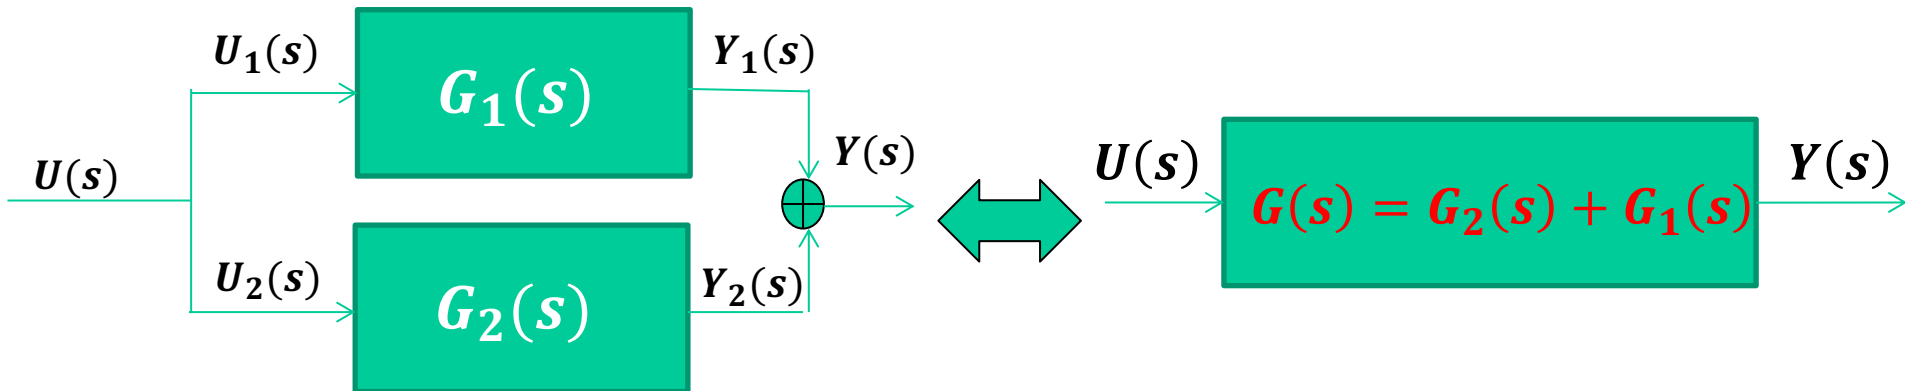 U₁(s)
G₁(s)
Y₁(s)
U(s)
Y(s)
U₂(s)
G₂(s)
Y₂(s)
U(s)
G(s) = G₂(s) + G₁(s)
Y(s)